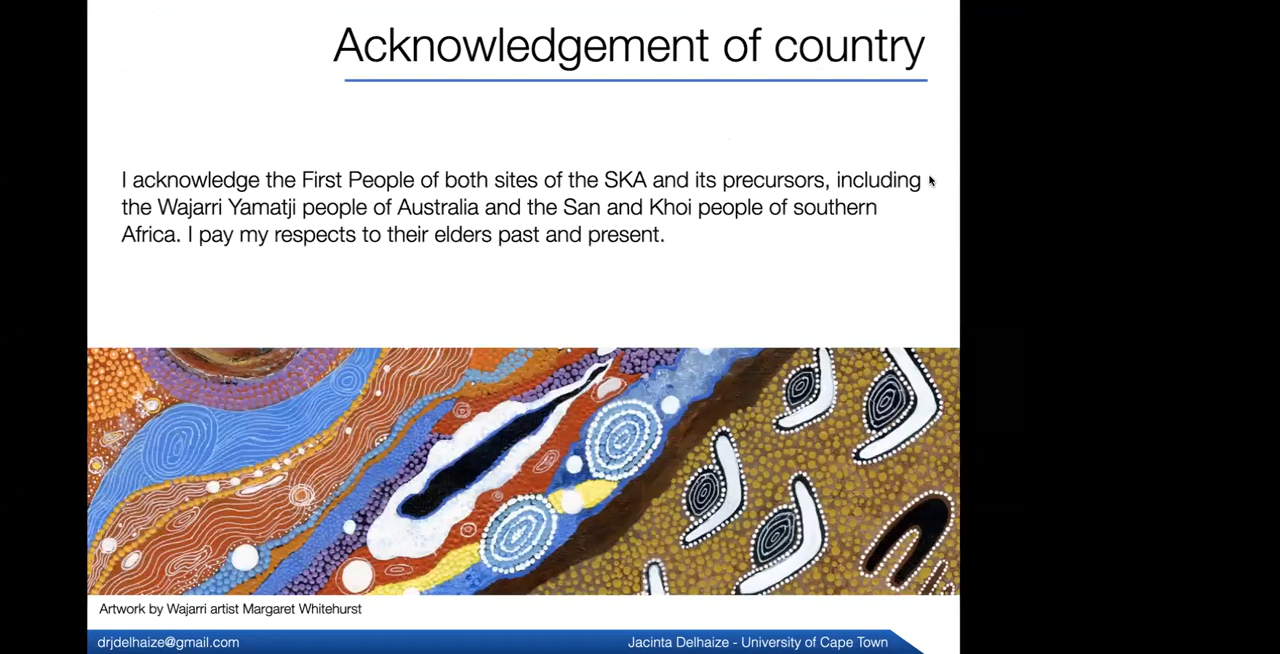 Acknowledgement of country
I acknowledge the First People of both sites of the SKA and its precursors, including
the Wajarri Yamatji people of Australia and the San and Khoi people of southern
Africa. I pay my respects to their elders past and present.
Artwork by Wajarri artist Margaret Whitehurst
drjdelhaize@gmail.com
Jacinta Delhaize - University of Cape Town